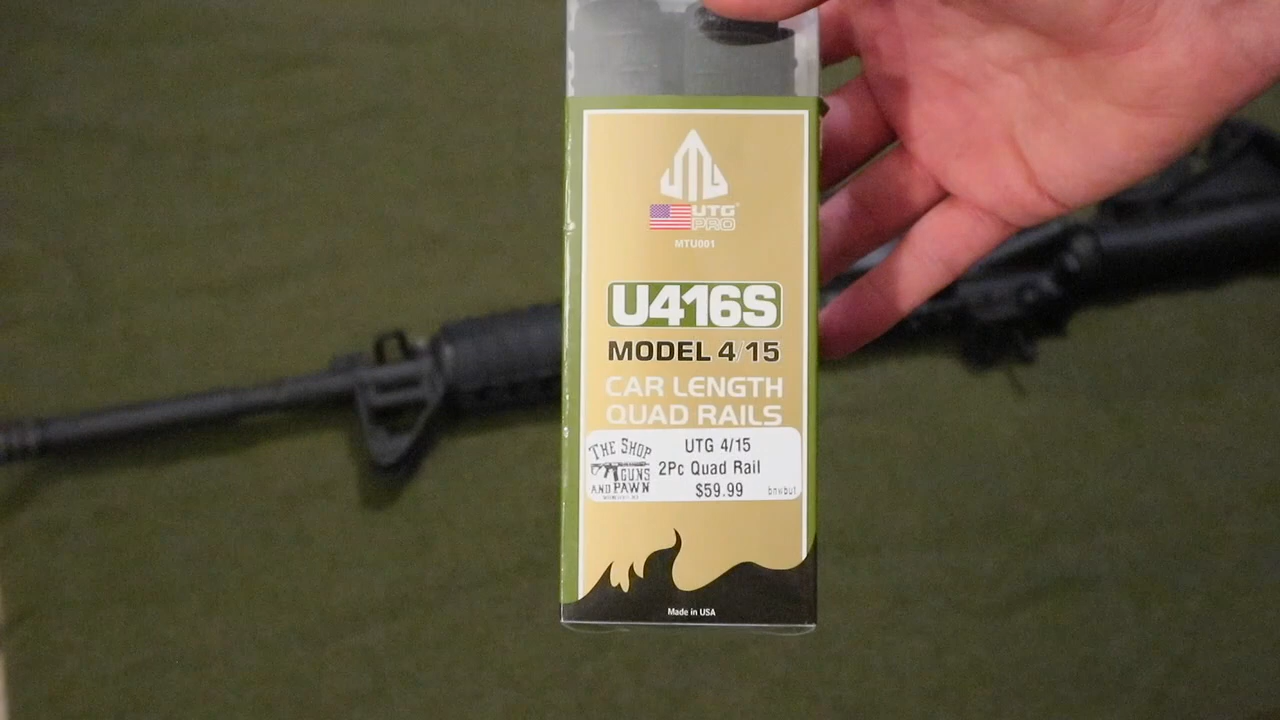 UTG
PRO
MTU001
U416S
MODEL 4/15
CAR LENGTH
QUAD RAILS
THE SHOP
GUNS
AND PAWN
UTG 4/15
2Pc Quad Rail
$59.99
bnwbut
Made in USA